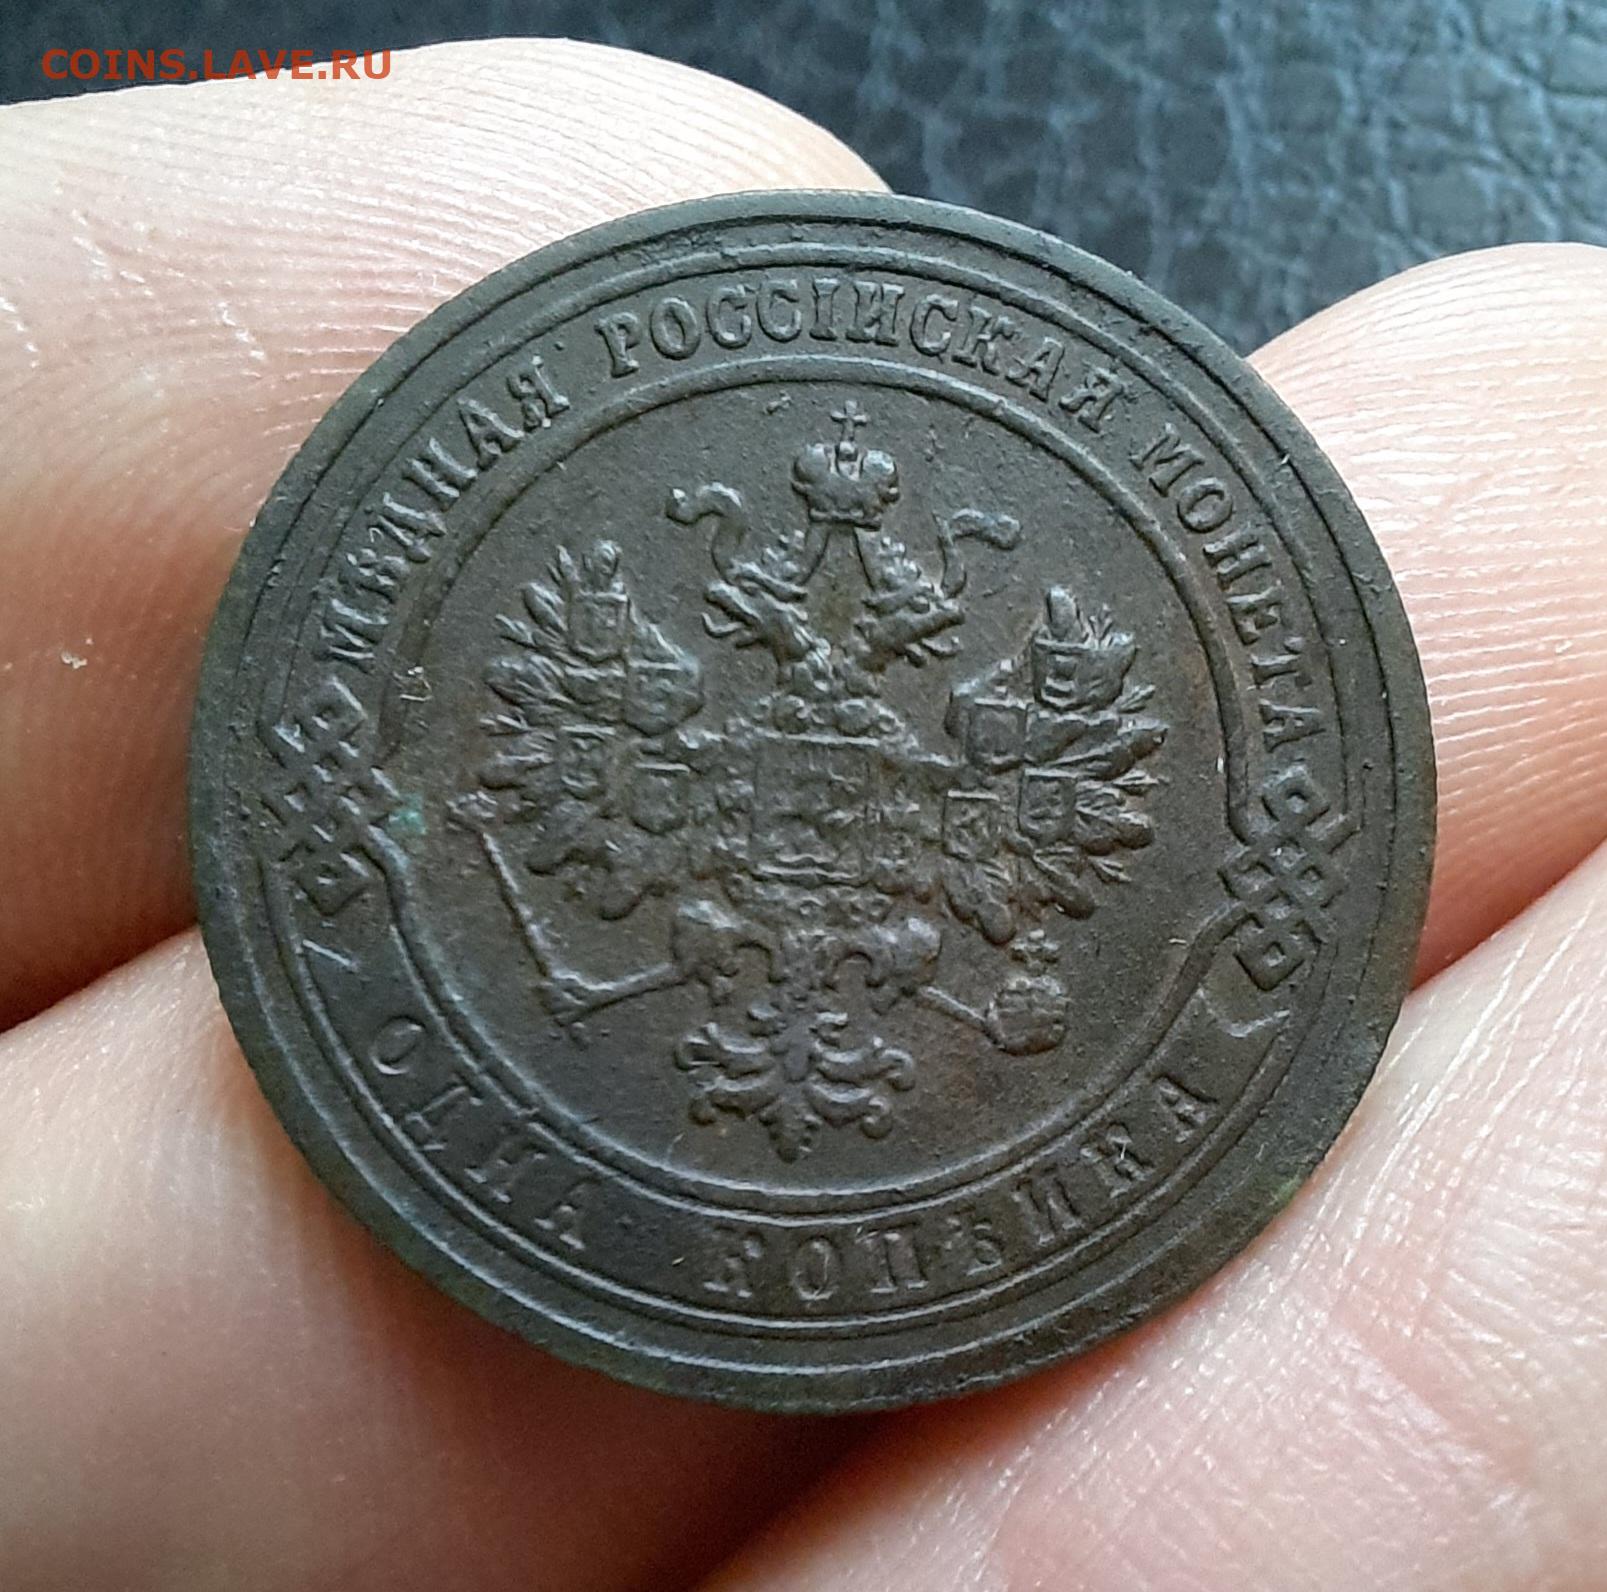 COINS.LAVE.RU
МѢДНАЯ РОССІЙСКАЯ МОНЕТА
ОДНА КОПѢЙКА